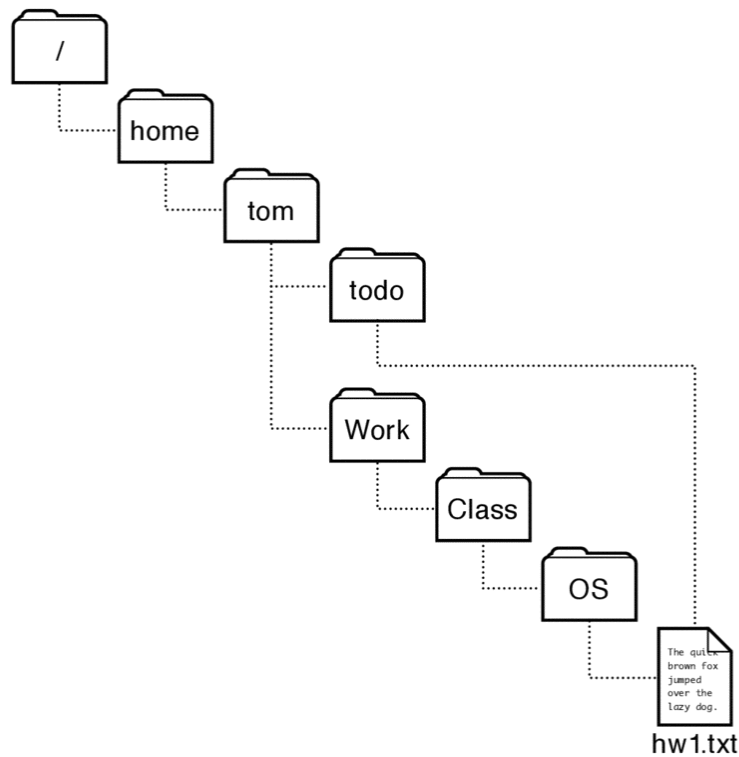 /
home
tom
todo
Work
Class
OS
The quick
brown fox
jumped
over the
lazy dog.
hw1.txt